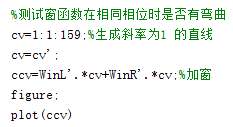 %测试窗函数在相同相位时是否有弯曲
cv=1:1:159;%生成斜率为1 的直线
cv=cv';
ccv=WinL'.*cv+WinR'.*cv;%加窗
figure;
plot(ccv)